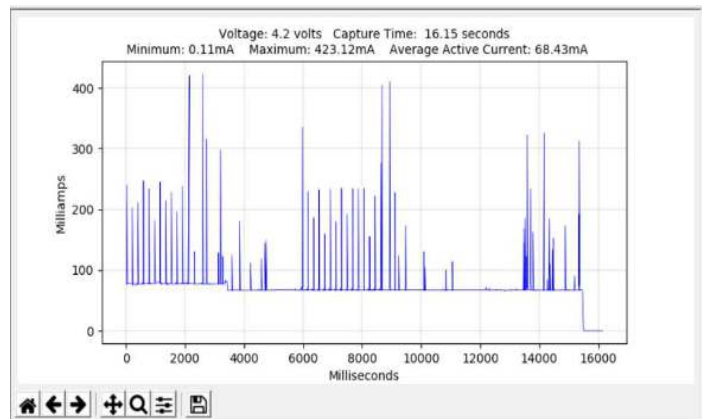 Voltage: 4.2 volts   Capture Time:  16.15 seconds
Minimum: 0.11mA    Maximum: 423.12mA    Average Active Current: 68.43mA
400
300
200
100
0
Milliamps
0 2000 4000 6000 8000 10000 12000 14000 16000
Milliseconds